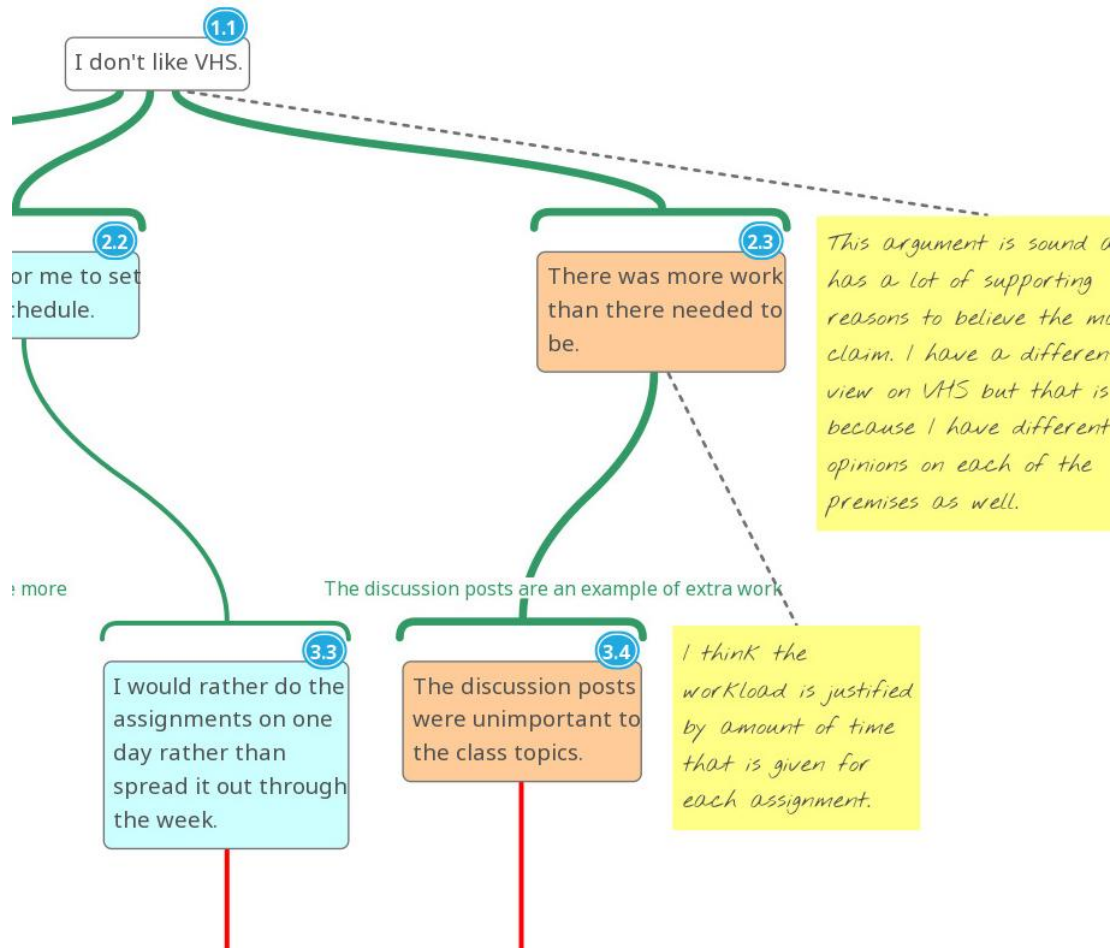 1.1
I don't like VHS.
2.2
or me to set
chedule.
2.3
There was more work
than there needed to
be.
This argument is sound
has a lot of supporting
reasons to believe the
claim. I have a differen
view on VHS but that is
because I have different
opinions on each of the
premises as well.
more
The discussion posts are an example of extra work
3.3
I would rather do the
assignments on one
day rather than
spread it out through
the week.
3.4
The discussion posts
were unimportant to
the class topics.
I think the
workload is justified
by amount of time
that is given for
each assignment.